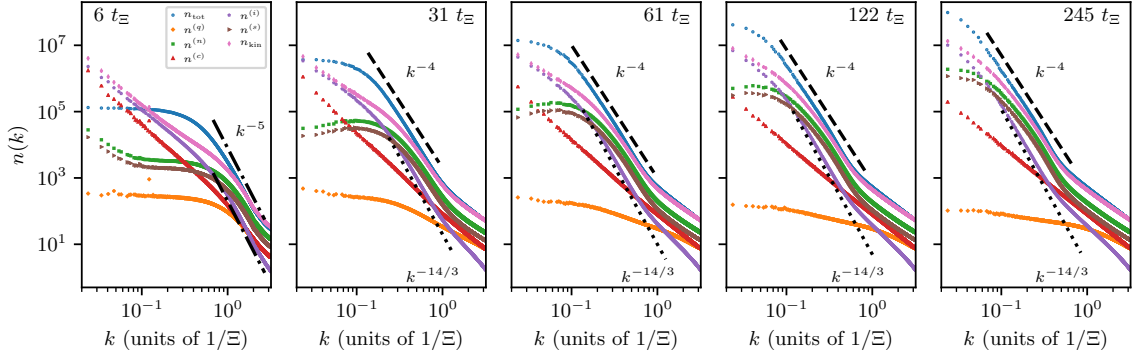 6 t_Ξ
31 t_Ξ
61 t_Ξ
122 t_Ξ
245 t_Ξ
n_tot
n^(q)
n^(n)
n^(c)
n^(i)
n^(s)
n_kin
k^−5
k^−4
k^−4
k^−4
k^−4
k^−14/3
k^−14/3
k^−14/3
k^−14/3
n(k)
10^7
10^5
10^3
10^1
10^−1 10^0
10^−1 10^0
10^−1 10^0
10^−1 10^0
10^−1 10^0
k (units of 1/Ξ)
k (units of 1/Ξ)
k (units of 1/Ξ)
k (units of 1/Ξ)
k (units of 1/Ξ)